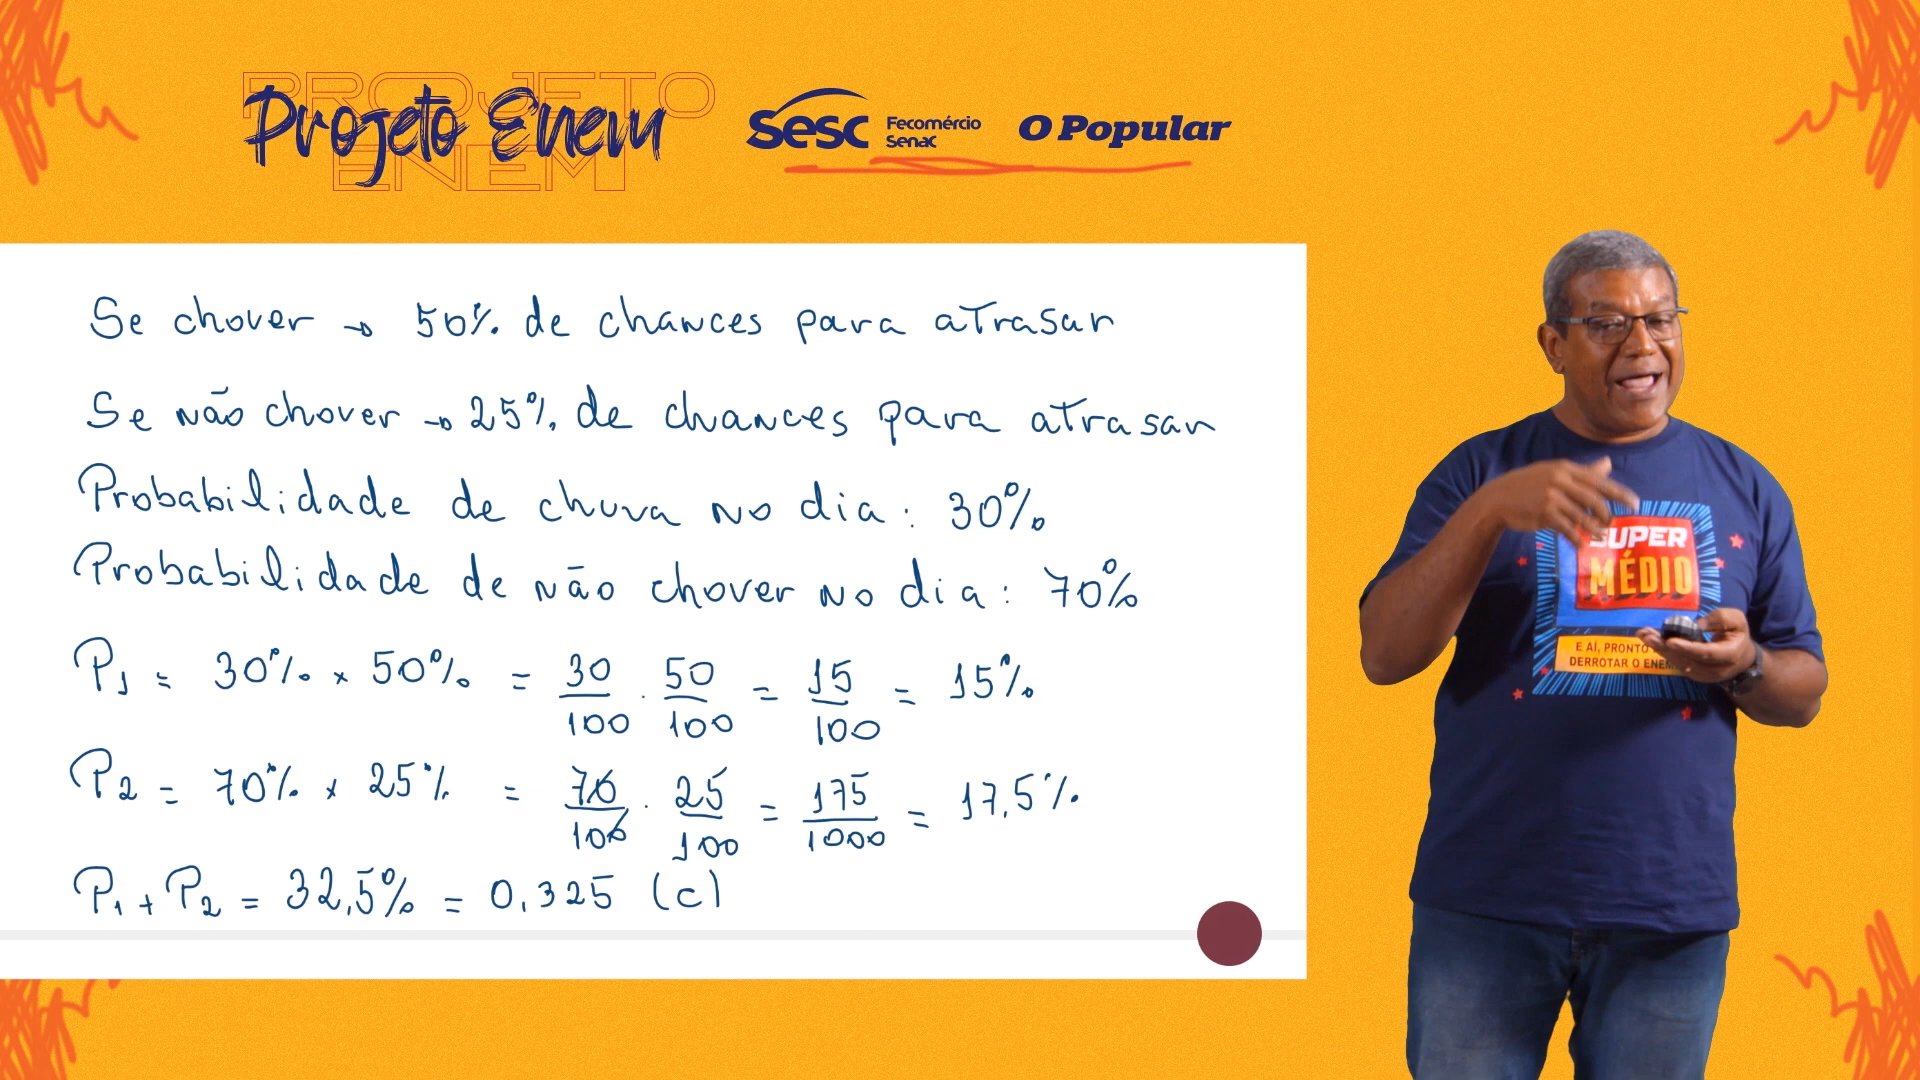 PROJETO
Projeto Enem
ENEM
Sesc Fecomércio Senac
O Popular
Se chover → 50% de chances para atrasar
Se não chover → 25% de chances para atrasar
Probabilidade de chuva no dia: 30%
Probabilidade de não chover no dia: 70%
P1 = 30% x 50% = 30/100 . 50/100 = 15/100 = 15%
P2 = 70% x 25% = 70/100 . 25/100 = 175/1000 = 17,5%
P1 + P2 = 32,5% = 0,325 (c)
SUPER
MÉDIO
E AÍ, PRONTO
DERROTAR O ENEM